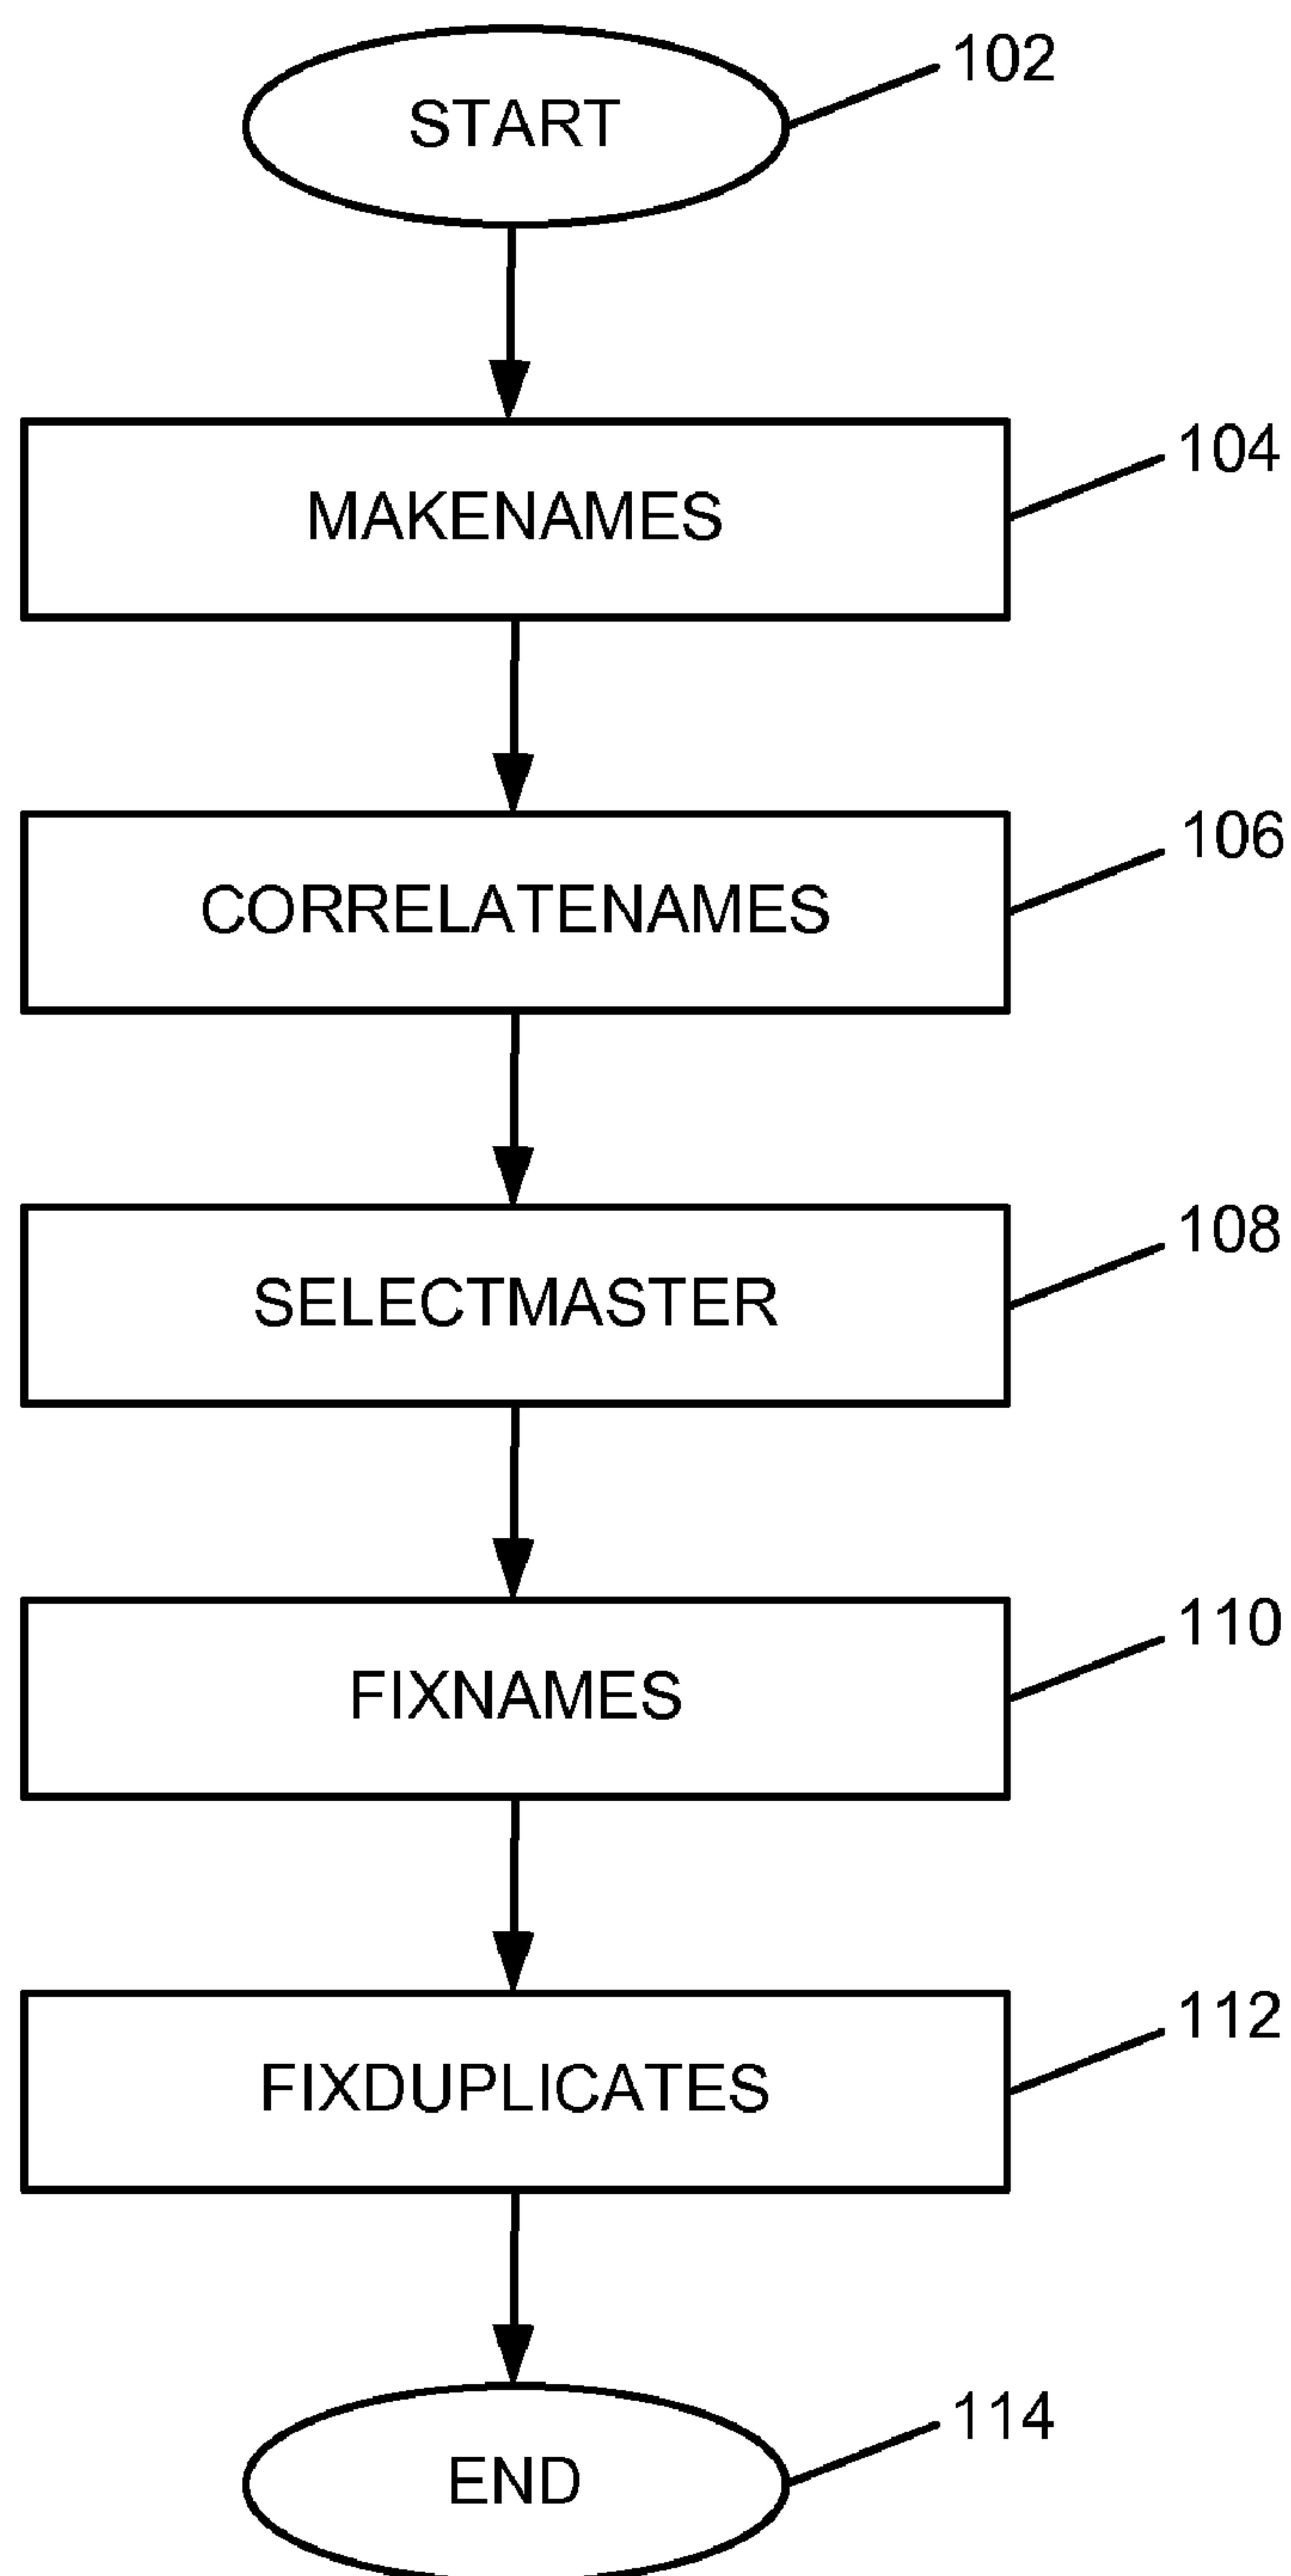 START
102
MAKENAMES
104
CORRELATENAMES
106
SELECTMASTER
108
FIXNAMES
110
FIXDUPLICATES
112
END
114